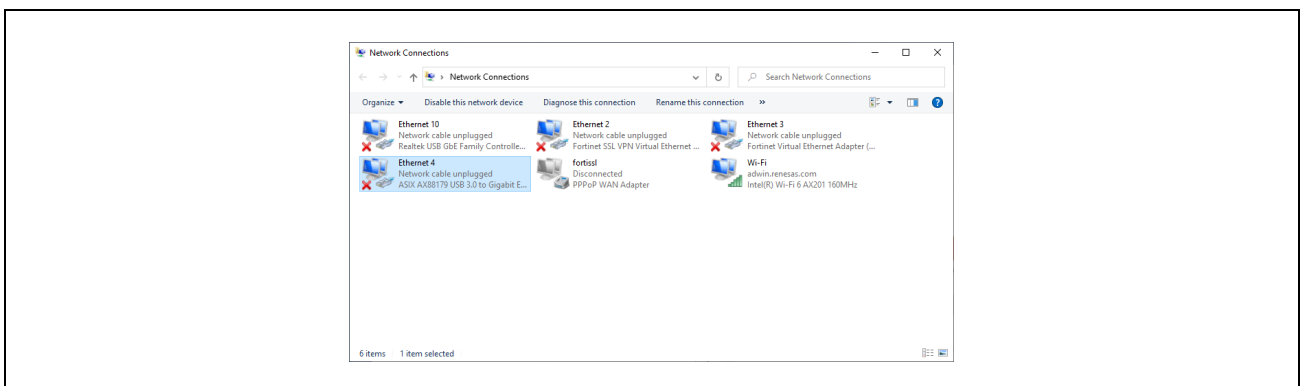 Network Connections
Network Connections
Search Network Connections
Organize
Disable this network device
Diagnose this connection
Rename this connection
»
Ethernet 10
Network cable unplugged
Realtek USB GbE Family Controlle...
Ethernet 2
Network cable unplugged
Fortinet SSL VPN Virtual Ethernet ...
Ethernet 3
Network cable unplugged
Fortinet Virtual Ethernet Adapter (...
Ethernet 4
Network cable unplugged
ASIX AX88179 USB 3.0 to Gigabit E...
fortissl
Disconnected
PPPoP WAN Adapter
Wi-Fi
adwin.renesas.com
Intel(R) Wi-Fi 6 AX201 160MHz
6 items
1 item selected